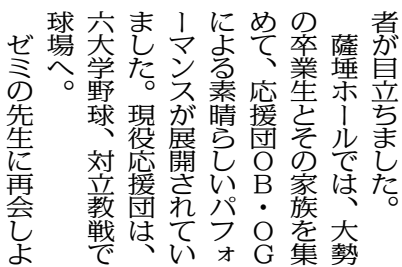 者が目立ちました。
　薩埵ホールでは、大勢
の卒業生とその家族を集
めて、応援団ＯＢ・ＯＧ
による素晴らしいパフォ
ーマンスが展開されてい
ました。現役応援団は、
六大学野球、対立教戦で
球場へ。
　ゼミの先生に再会しよ